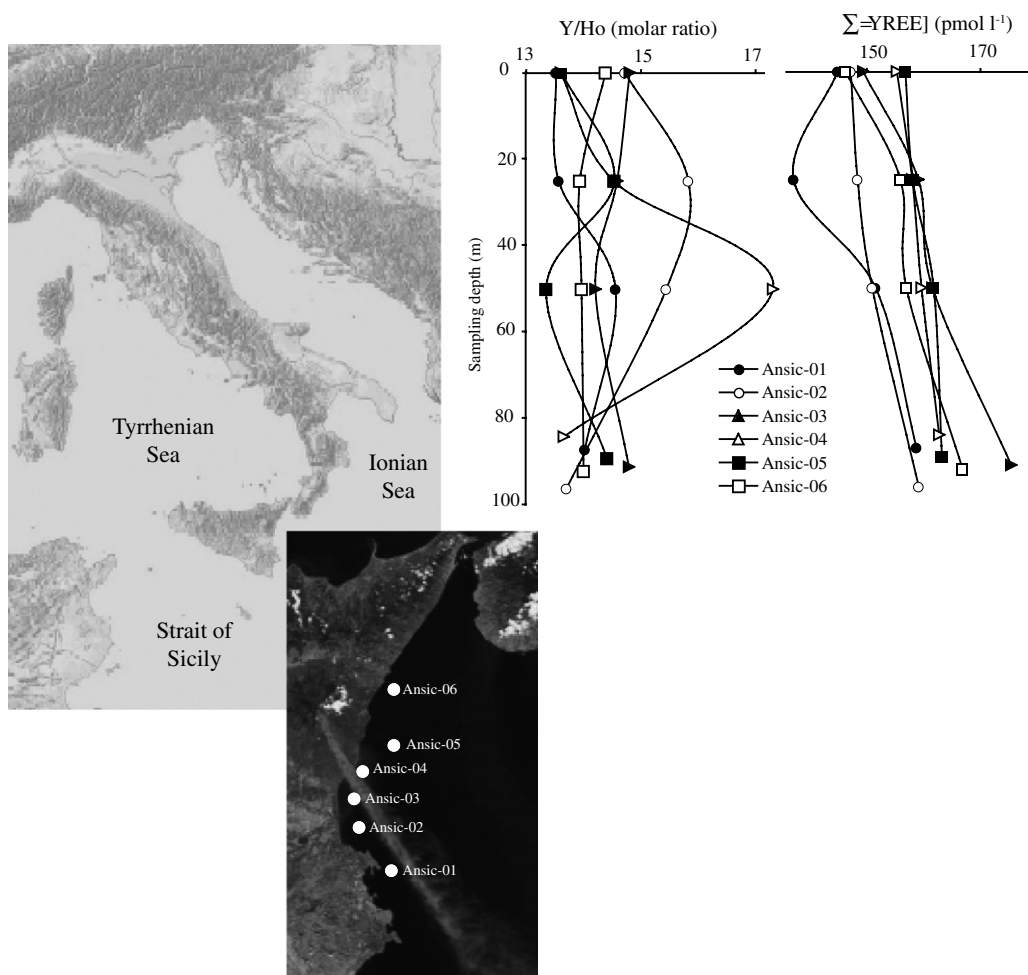 Tyrrhenian
Sea
Ionian
Sea
Strait of
Sicily
Y/Ho (molar ratio)
13 15 17
Sampling depth (m)
0
20
40
60
80
100
∑=YREE] (pmol l-1)
150 170
Ansic-01
Ansic-02
Ansic-03
Ansic-04
Ansic-05
Ansic-06
Ansic-06
Ansic-05
Ansic-04
Ansic-03
Ansic-02
Ansic-01